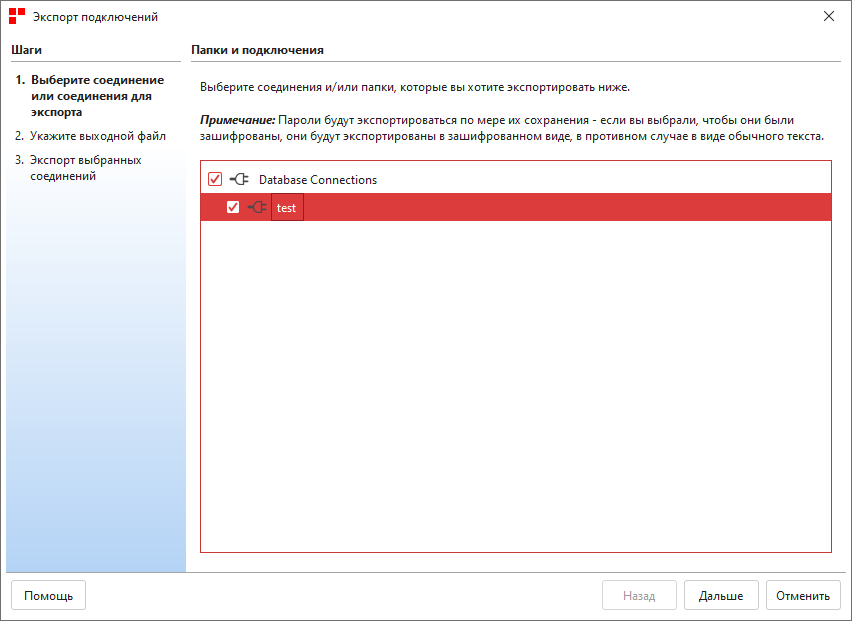 Экспорт подключений
Шаги
1. Выберите соединение
или соединения для
экспорта
2. Укажите выходной файл
3. Экспорт выбранных
соединений
Папки и подключения
Выберите соединения и/или папки, которые вы хотите экспортировать ниже.
Примечание: Пароли будут экспортироваться по мере их сохранения - если вы выбрали, чтобы они были
зашифрованы, они будут экспортированы в зашифрованном виде, в противном случае в виде обычного текста.
Database Connections
test
Помощь
Назад
Дальше
Отменить